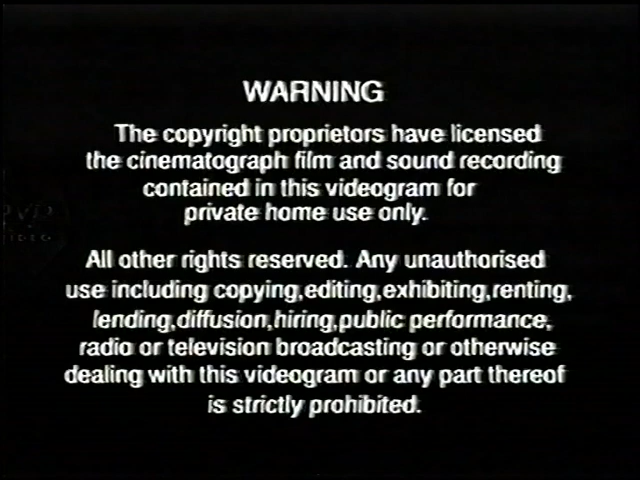 WARNING
The copyright proprietors have licensed
the cinematograph film and sound recording
contained in this videogram for
private home use only.
All other rights reserved. Any unauthorised
use including copying,editing,exhibiting,renting,
lending,diffusion,hiring,public performance,
radio or television broadcasting or otherwise
dealing with this videogram or any part thereof
is strictly prohibited.